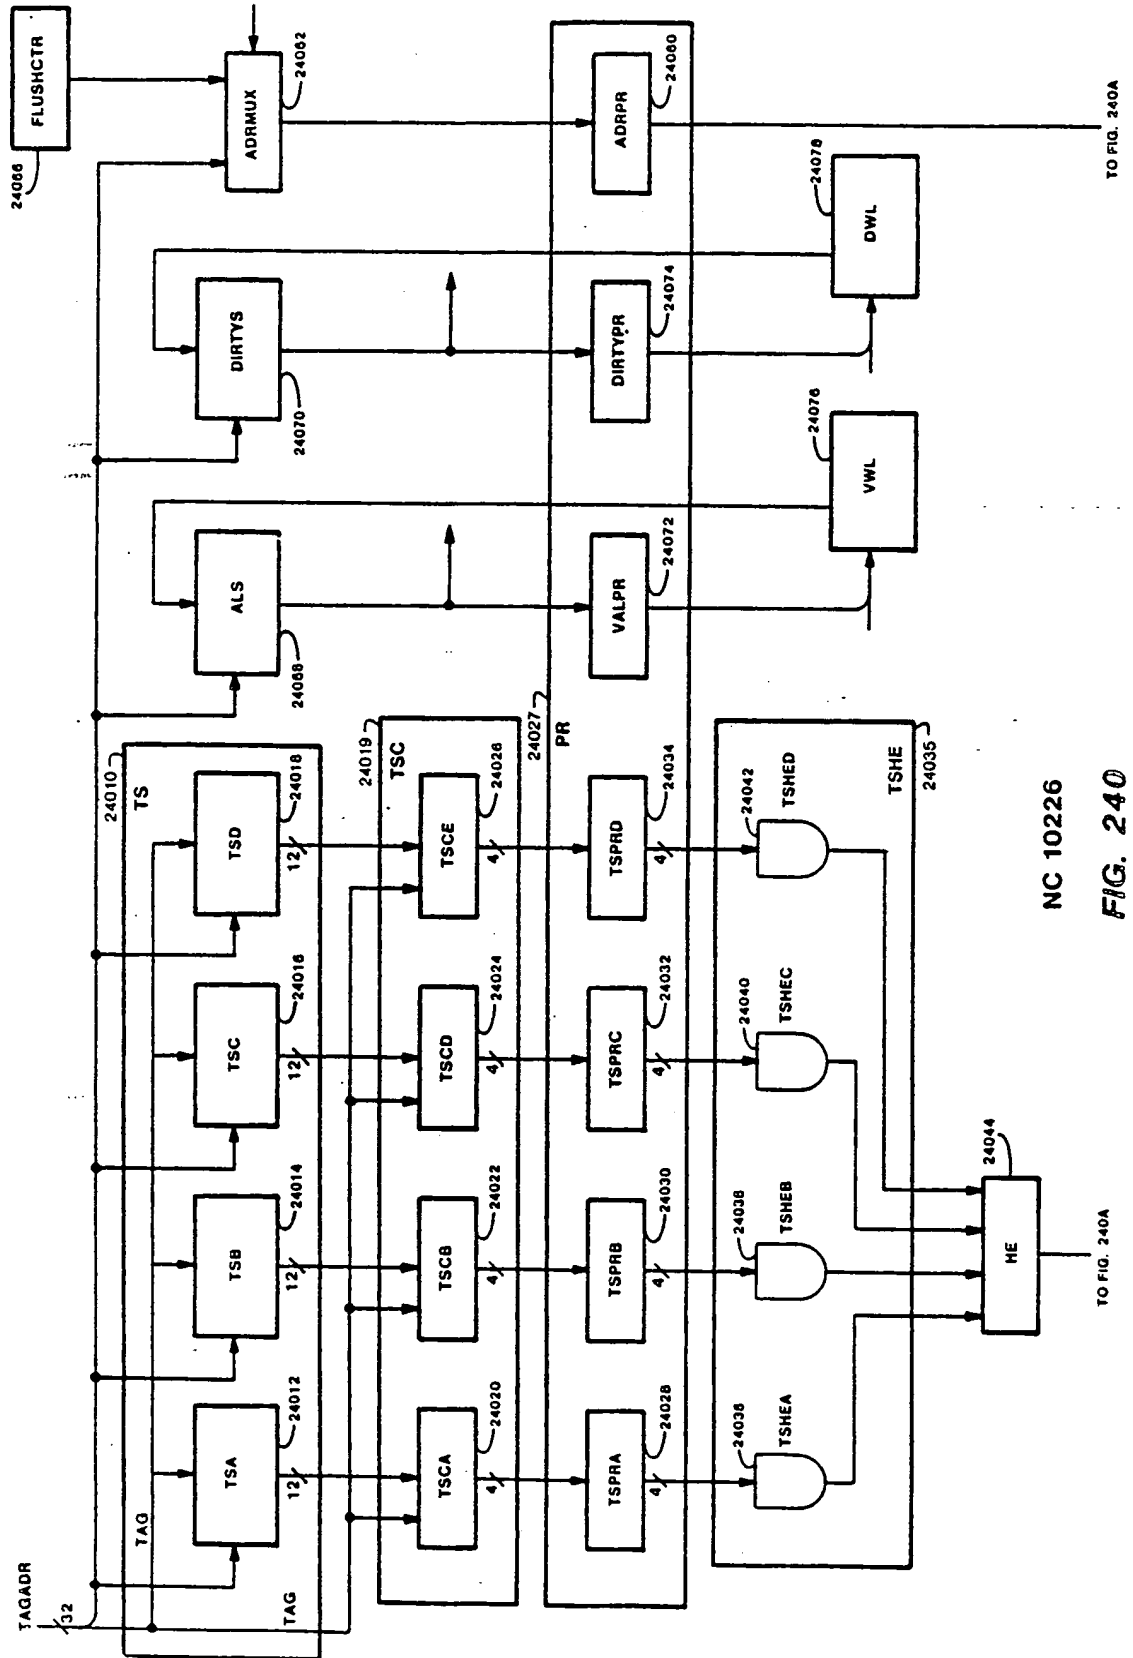 TAGADR
32
TAG
TAG
24010
TS
TSA
24012
12
TSB
24014
12
TSC
24016
12
TSD
24018
12
ALS
24068
DIRTYS
24070
FLUSHCTR
24066
ADRMUX
24062
24019
TSC
TSCA
24020
4
TSCB
24022
4
TSCD
24024
4
TSCE
24026
4
24027
PR
TSPRA
24028
4
TSPRB
24030
4
TSPRC
24032
4
TSPRD
24034
4
VALPR
24072
DIRTYPR
24074
ADRPR
24060
24036
TSHEA
24038
TSHEB
24040
TSHEC
24042
TSHED
TSHE
24035
VWL
24076
DWL
24078
HE
24044
TO FIG. 240A
TO FIG. 240A
NC 10226
FIG. 240